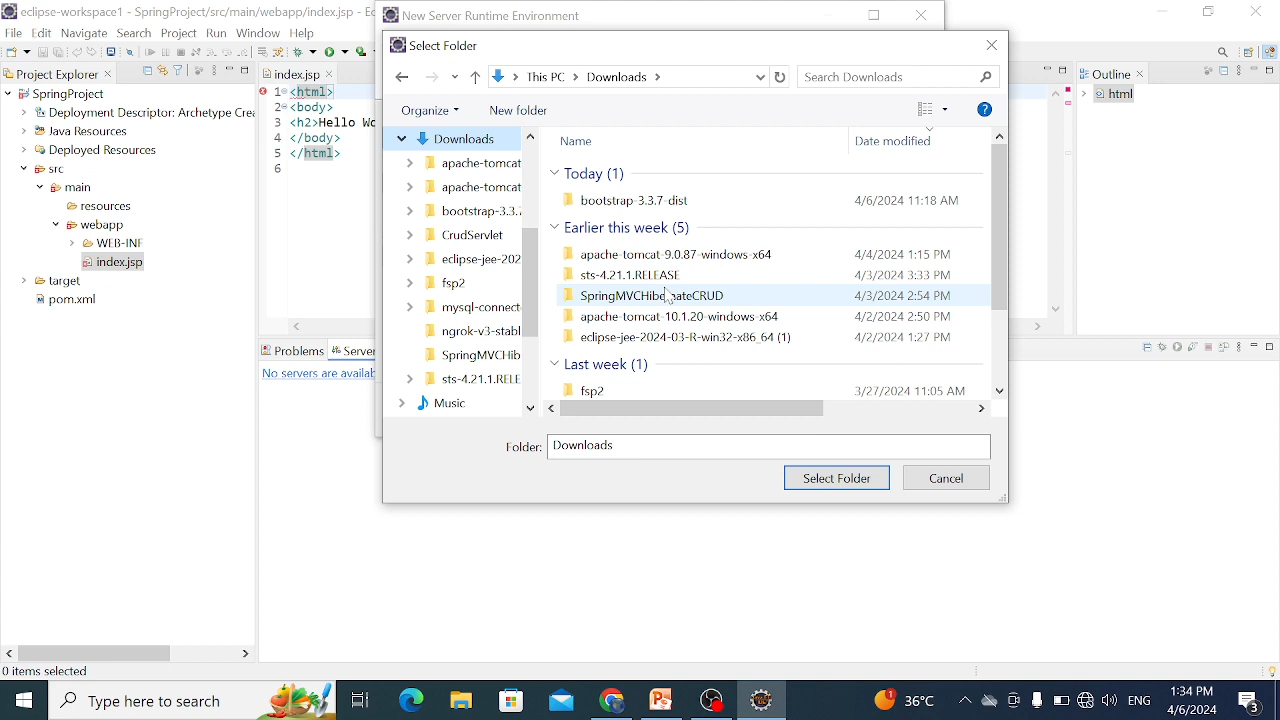 eclipse-workspace1 - SpringProject/src/main/webapp/index.jsp - Ec
New Server Runtime Environment
File Edit Navigate Search Project Run Window Help
Select Folder
This PC > Downloads >
Search Downloads
Organize
New folder
Project Explorer
SpringProject
Deployment Descriptor: Archetype Crea
Java Resources
Deployed Resources
src
main
resources
webapp
WEB-INF
index.jsp
target
pom.xml
index.jsp
1 <html>
2 <body>
3 <h2>Hello Wo
4 </body>
5 </html>
6
Outline
html
Downloads
apache-tomcat
apache-tomcat
bootstrap-3.3.7
CrudServlet
eclipse-jee-202
fsp2
mysql-connect
ngrok-v3-stabl
SpringMVCHib
sts-4.21.1.RELE
Music
Name Date modified
Today (1)
bootstrap-3.3.7-dist 4/6/2024 11:18 AM
Earlier this week (5)
apache-tomcat-9.0.87-windows-x64 4/4/2024 1:15 PM
sts-4.21.1.RELEASE 4/3/2024 3:33 PM
SpringMVCHibernateCRUD 4/3/2024 2:54 PM
apache-tomcat-10.1.20-windows-x64 4/2/2024 2:50 PM
eclipse-jee-2024-03-R-win32-x86_64 (1) 4/2/2024 1:27 PM
Last week (1)
fsp2 3/27/2024 11:05 AM
Folder: Downloads
Select Folder Cancel
Problems Server
No servers are availab
0 items selected
Type here to search
1
36°C
ENG
1:34 PM
4/6/2024
3